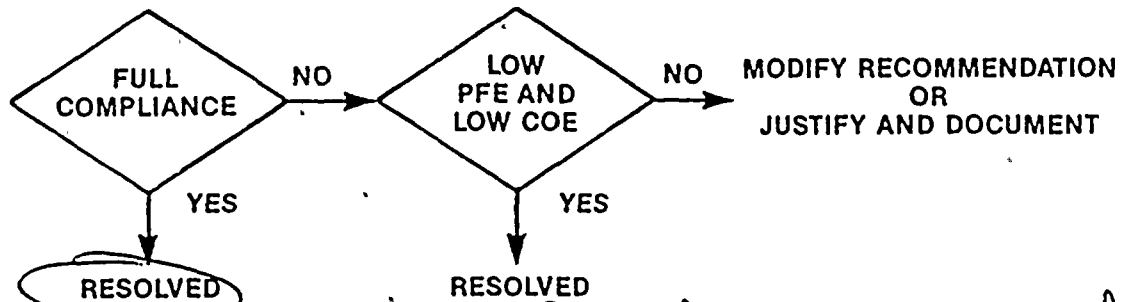 FULL
COMPLIANCE
NO
LOW
PFE AND
LOW COE
NO
MODIFY RECOMMENDATION
OR
JUSTIFY AND DOCUMENT
YES
YES
RESOLVED
RESOLVED